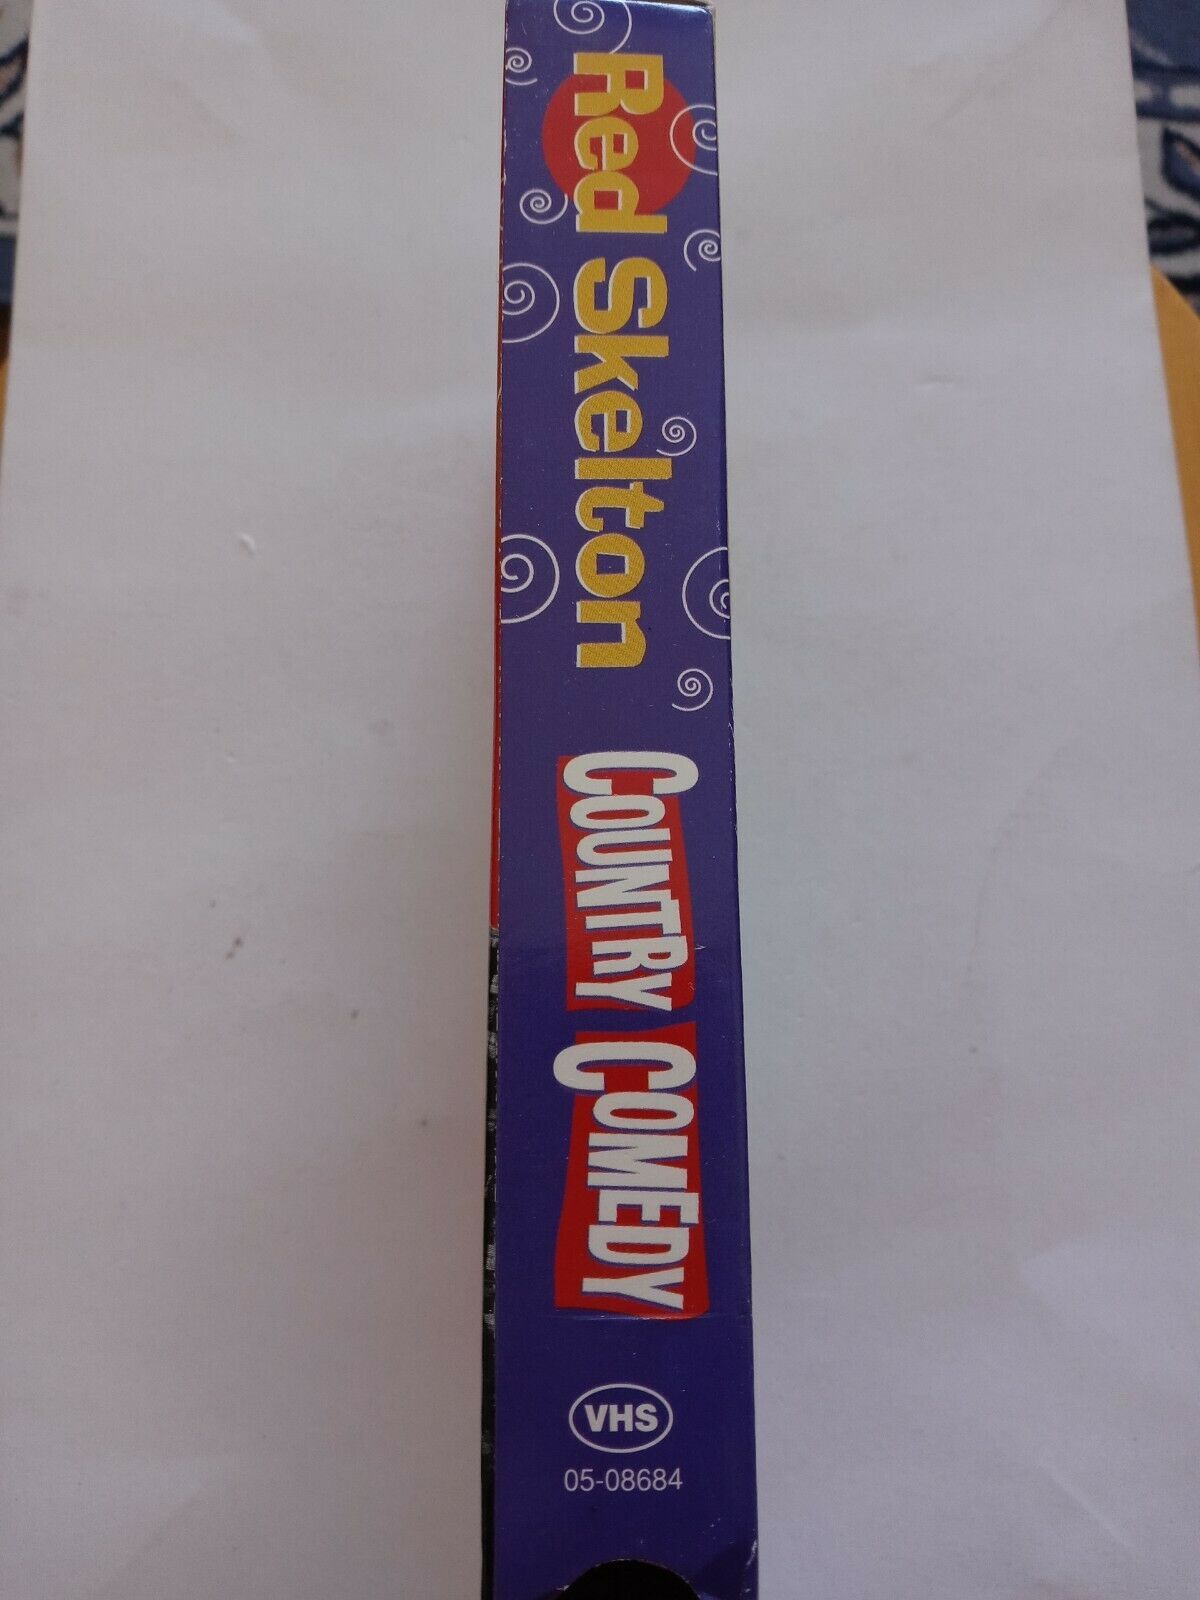 Red Skelton
COUNTRY COMEDY
VHS
05-08684